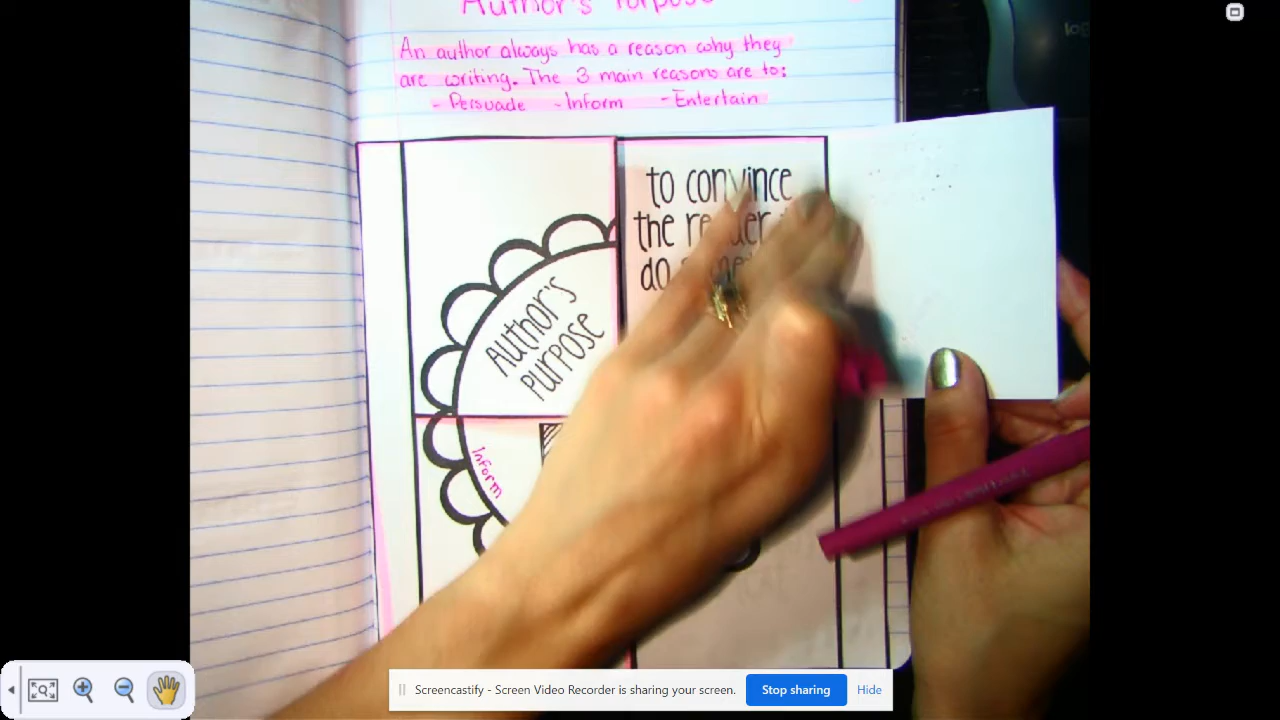 Author's Purpose
An author always has a reason why they
are writing. The 3 main reasons are to:
- Persuade - Inform - Entertain
to convince
the
do
Author's
Purpose
Inform
Screencastify - Screen Video Recorder is sharing your screen. Stop sharing Hide